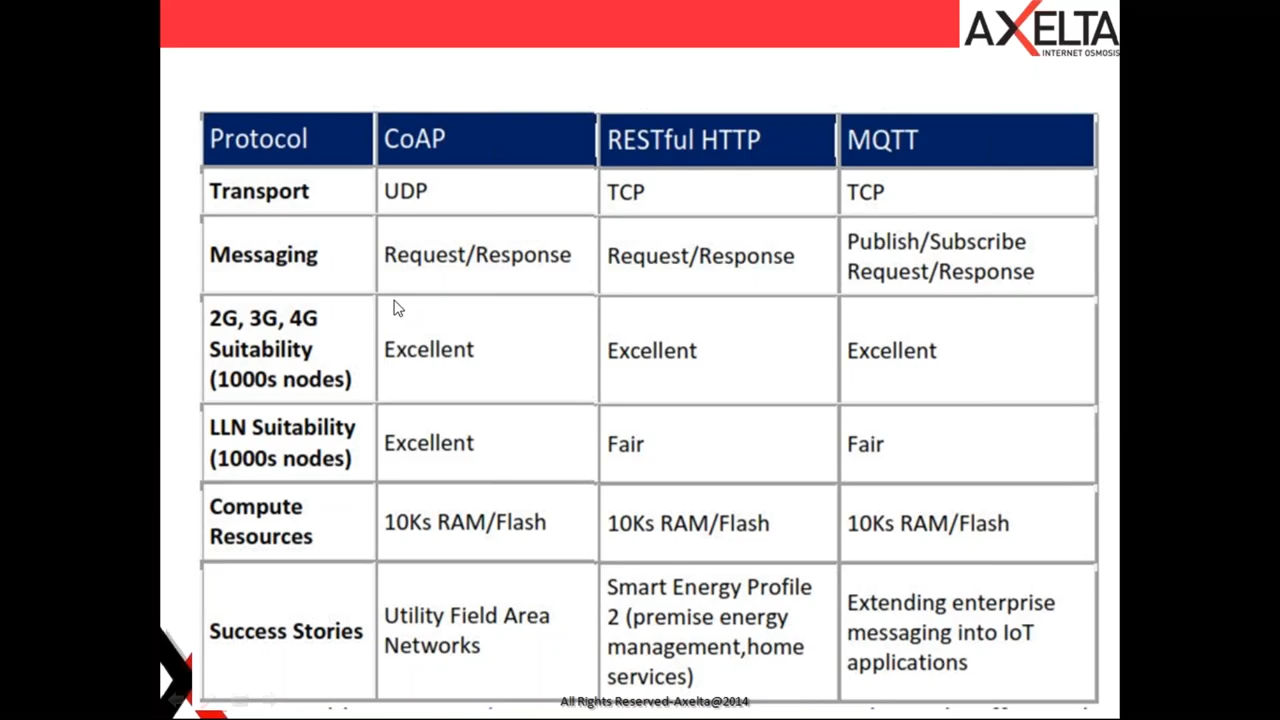 AXELTA
INTERNET OSMOSIS
Protocol
CoAP
RESTful HTTP
MQTT
Transport
UDP
TCP
TCP
Messaging
Request/Response
Request/Response
Publish/Subscribe
Request/Response
2G, 3G, 4G
Suitability
(1000s nodes)
Excellent
Excellent
Excellent
LLN Suitability
(1000s nodes)
Excellent
Fair
Fair
Compute
Resources
10Ks RAM/Flash
10Ks RAM/Flash
10Ks RAM/Flash
Success Stories
Utility Field Area
Networks
Smart Energy Profile
2 (premise energy
management,home
services)
Extending enterprise
messaging into IoT
applications
All Rights Reserved-Axelta@2014